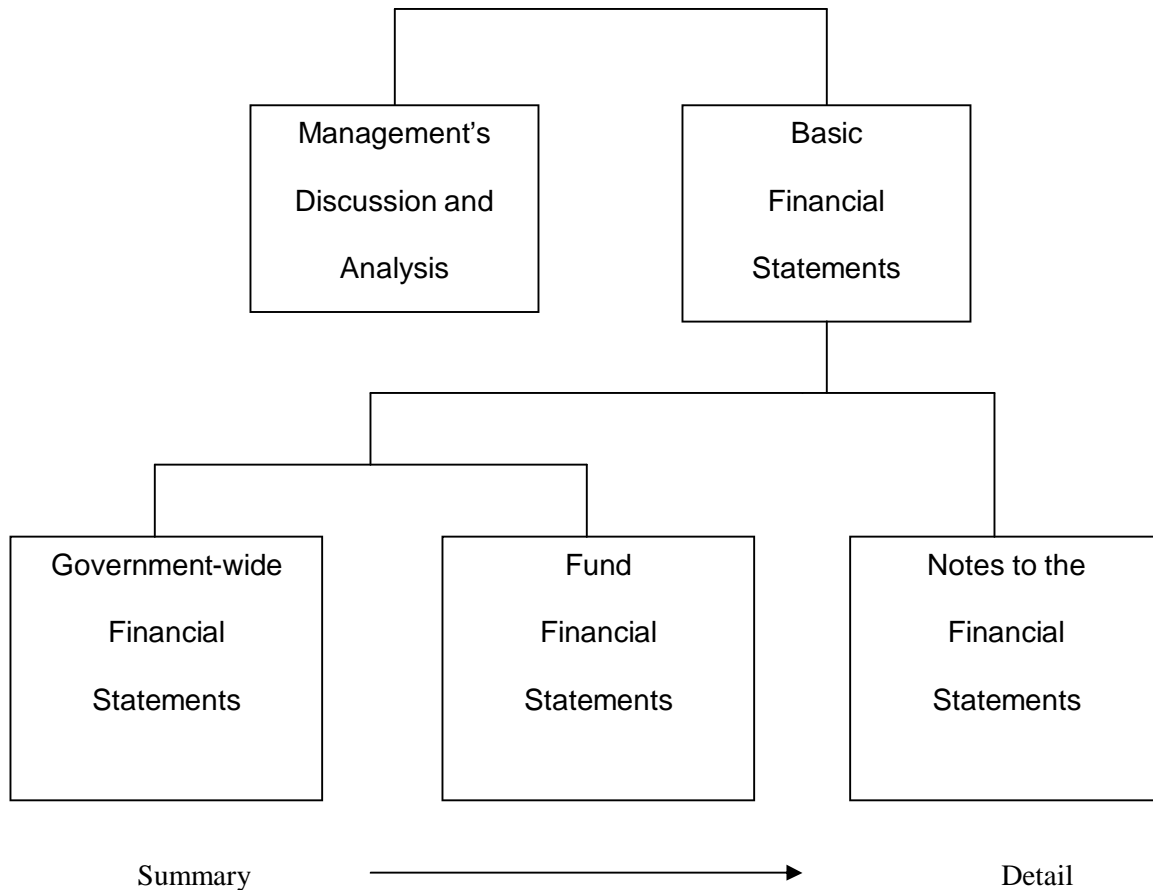 Management’s
Discussion and
Analysis
Basic
Financial
Statements
Government-wide
Financial
Statements
Fund
Financial
Statements
Notes to the
Financial
Statements
Summary
Detail